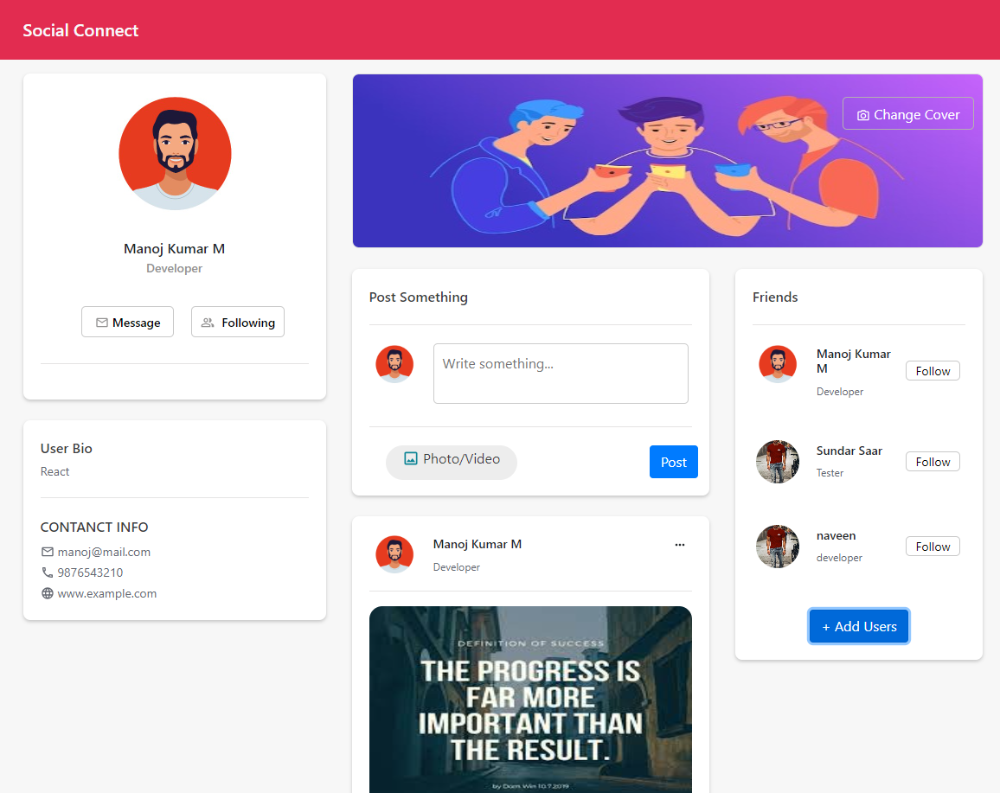 Social Connect
Manoj Kumar M
Developer
Message
Following
User Bio
React
CONTANCT INFO
manoj@mail.com
9876543210
www.example.com
Change Cover
Post Something
Write something...
Photo/Video
Post
Manoj Kumar M
Developer
DEFINITION OF SUCCESS
THE PROGRESS IS
FAR MORE
IMPORTANT THAN
THE RESULT.
by Dom Win 10.7.2019
Friends
Manoj Kumar
M
Developer
Follow
Sundar Saar
Tester
Follow
naveen
developer
Follow
+ Add Users